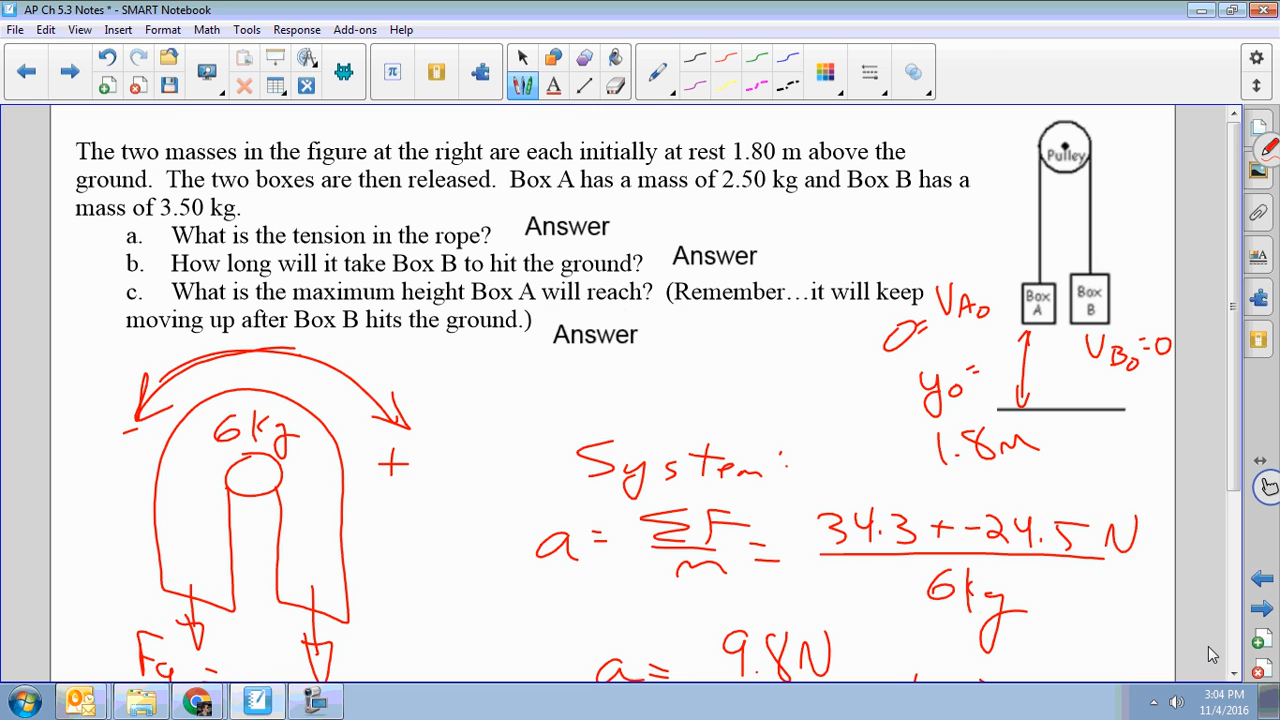 AP Ch 5.3 Notes * - SMART Notebook
File Edit View Insert Format Math Tools Response Add-ons Help
The two masses in the figure at the right are each initially at rest 1.80 m above the
ground. The two boxes are then released. Box A has a mass of 2.50 kg and Box B has a
mass of 3.50 kg.
a. What is the tension in the rope? Answer
b. How long will it take Box B to hit the ground? Answer
c. What is the maximum height Box A will reach? (Remember…it will keep
moving up after Box B hits the ground.) Answer
Pulley
Box A
Box B
0= VA0
VB0=0
y0=
1.8m
-
6kg
+
System:
a= ΣF/m = 34.3 + -24.5 N / 6kg
Fg =
a= 9.8N
3:04 PM
11/4/2016